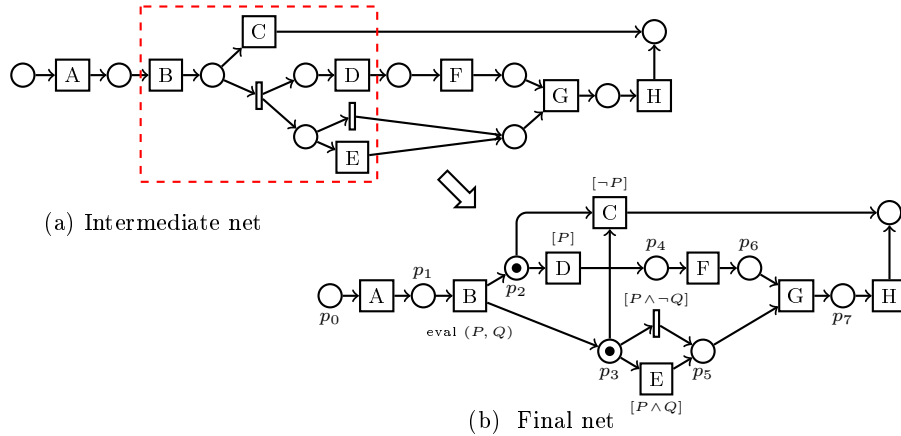 C
A
B
D
F
G
H
E
(a) Intermediate net
[¬P]
C
[P]
p₄
p₆
p₁
D
F
p₂
[P ∧ ¬Q]
A
B
G
H
p₀
eval (P, Q)
p₇
p₃
p₅
E
[P ∧ Q]
(b) Final net